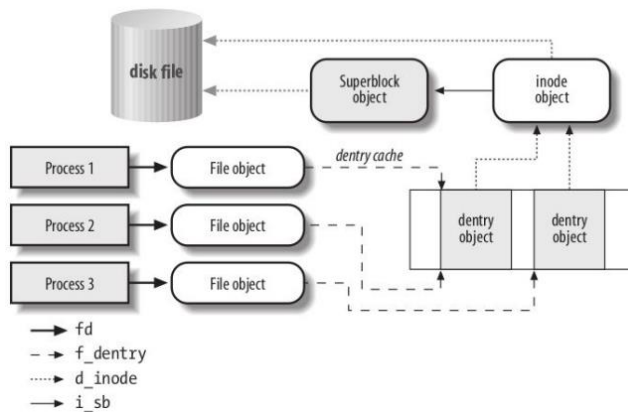 disk file
Superblock
object
inode
object
Process 1
File object
dentry cache
Process 2
File object
dentry
object
dentry
object
Process 3
File object
fd
f_dentry
d_inode
i_sb